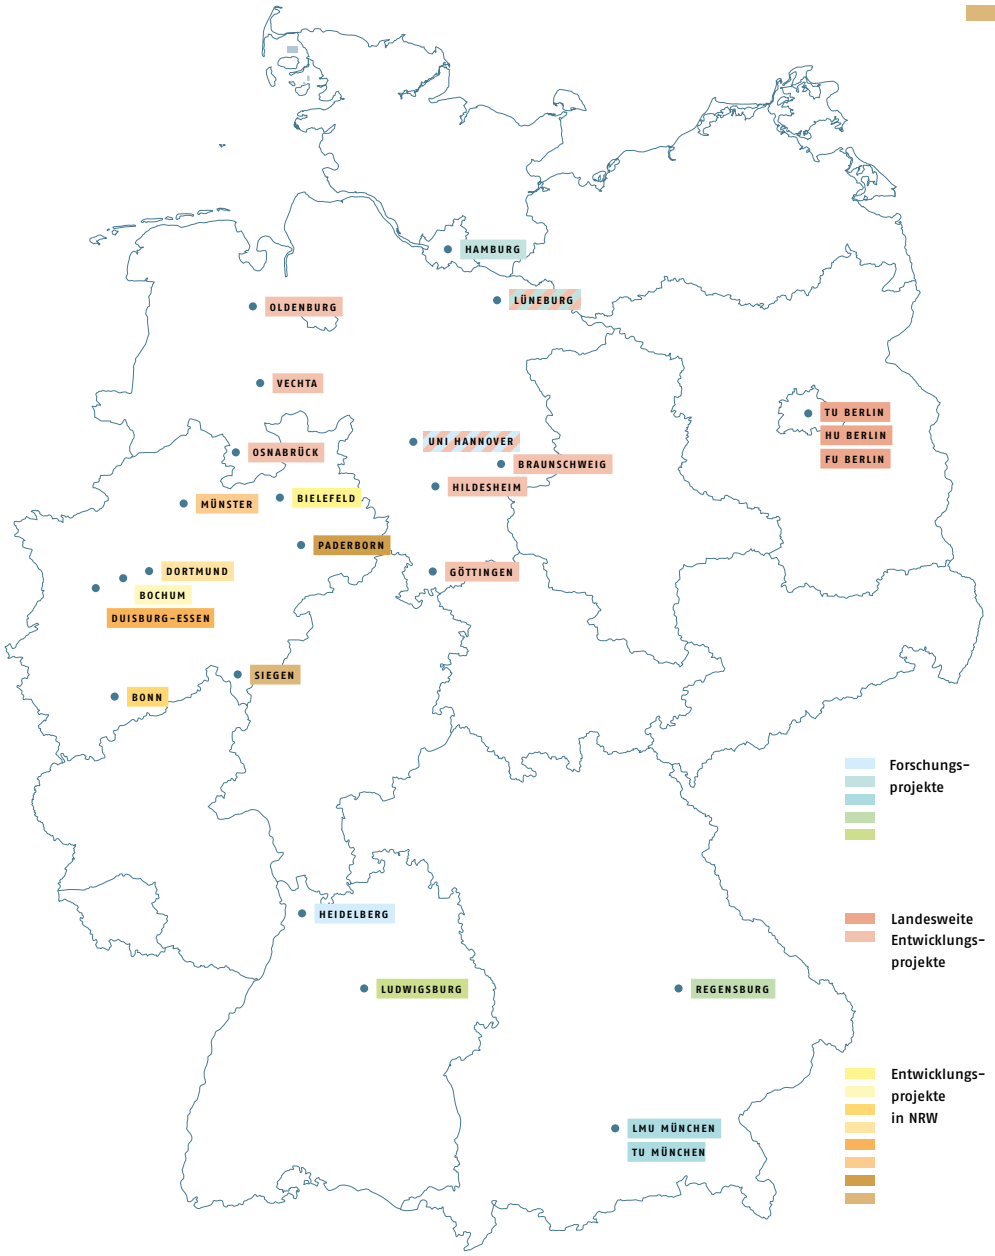 HAMBURG
LÜNEBURG
OLDENBURG
VECHTA
TU BERLIN
HU BERLIN
FU BERLIN
UNI HANNOVER
OSNABRÜCK
BRAUNSCHWEIG
HILDESHEIM
BIELEFELD
MÜNSTER
PADERBORN
DORTMUND
GÖTTINGEN
BOCHUM
DUISBURG-ESSEN
SIEGEN
BONN
Forschungs-
projekte
HEIDELBERG
Landesweite
Entwicklungs-
projekte
LUDWIGSBURG
REGENSBURG
Entwicklungs-
projekte
in NRW
LMU MÜNCHEN
TU MÜNCHEN